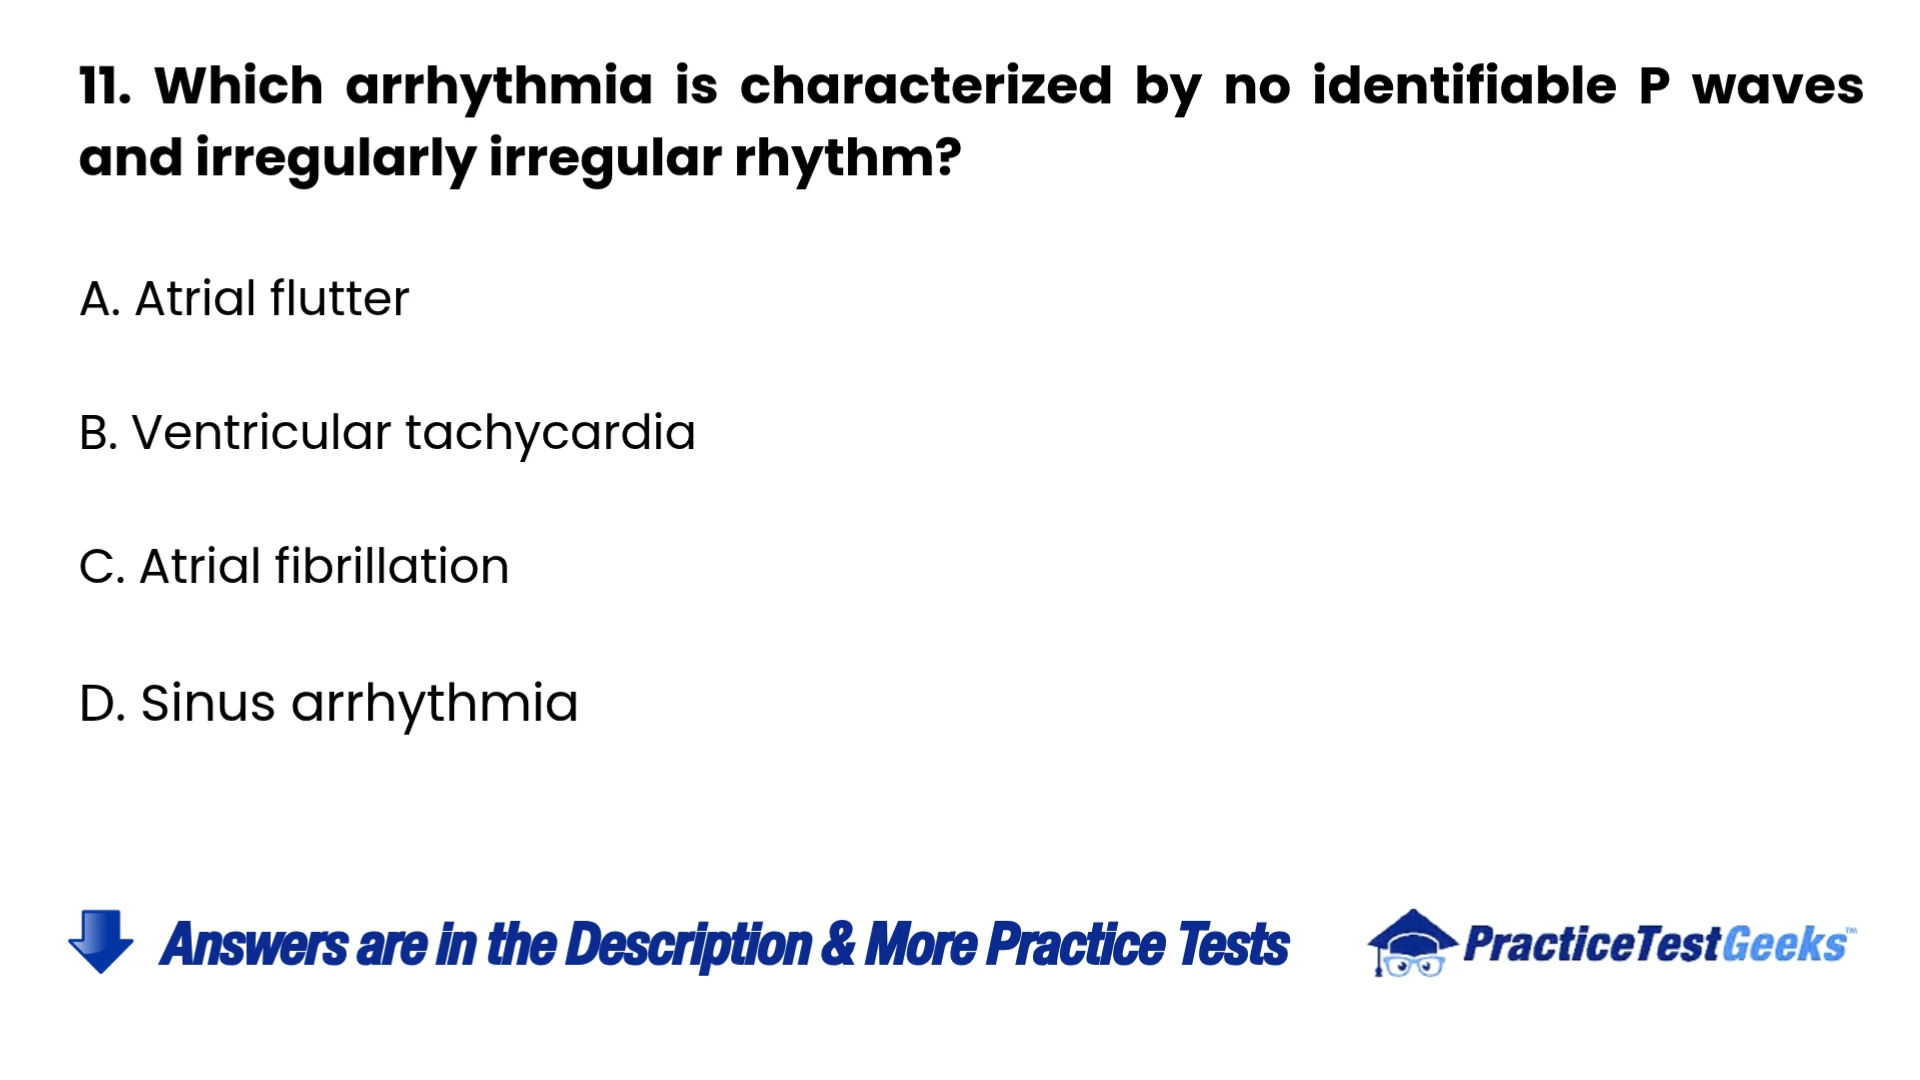 11. Which arrhythmia is characterized by no identifiable P waves
and irregularly irregular rhythm?
A. Atrial flutter
B. Ventricular tachycardia
C. Atrial fibrillation
D. Sinus arrhythmia
Answers are in the Description & More Practice Tests
PracticeTestGeeks™